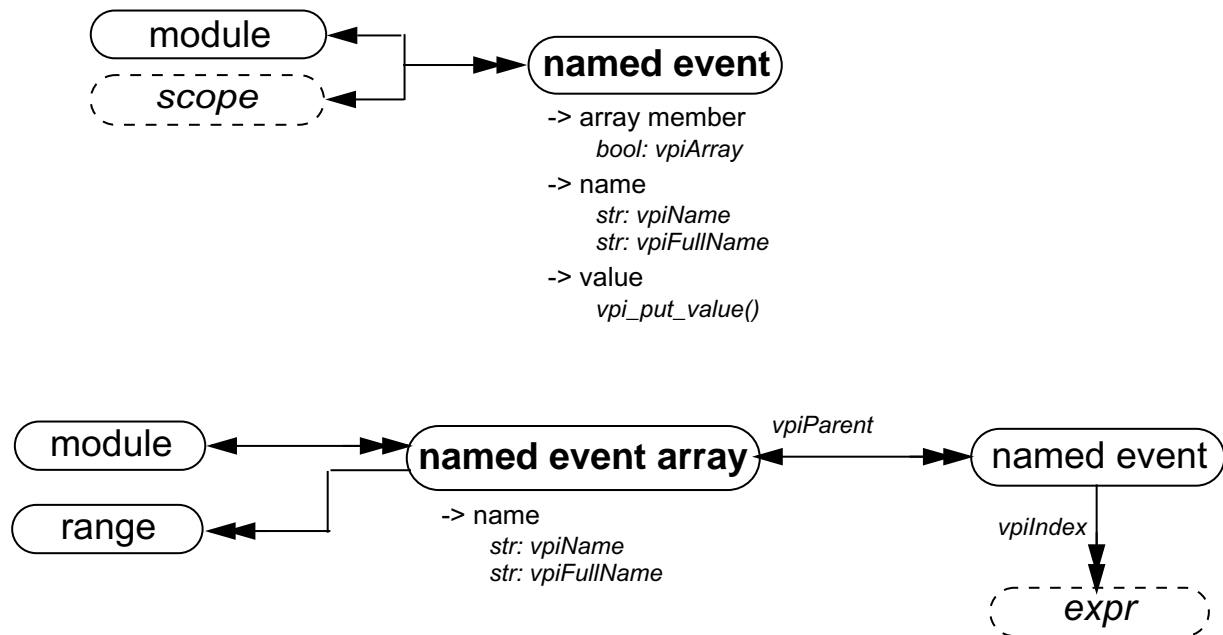 module
scope
named event
-> array member
bool: vpiArray
-> name
str: vpiName
str: vpiFullName
-> value
vpi_put_value()
module
range
named event array
-> name
str: vpiName
str: vpiFullName
vpiParent
named event
vpiIndex
expr